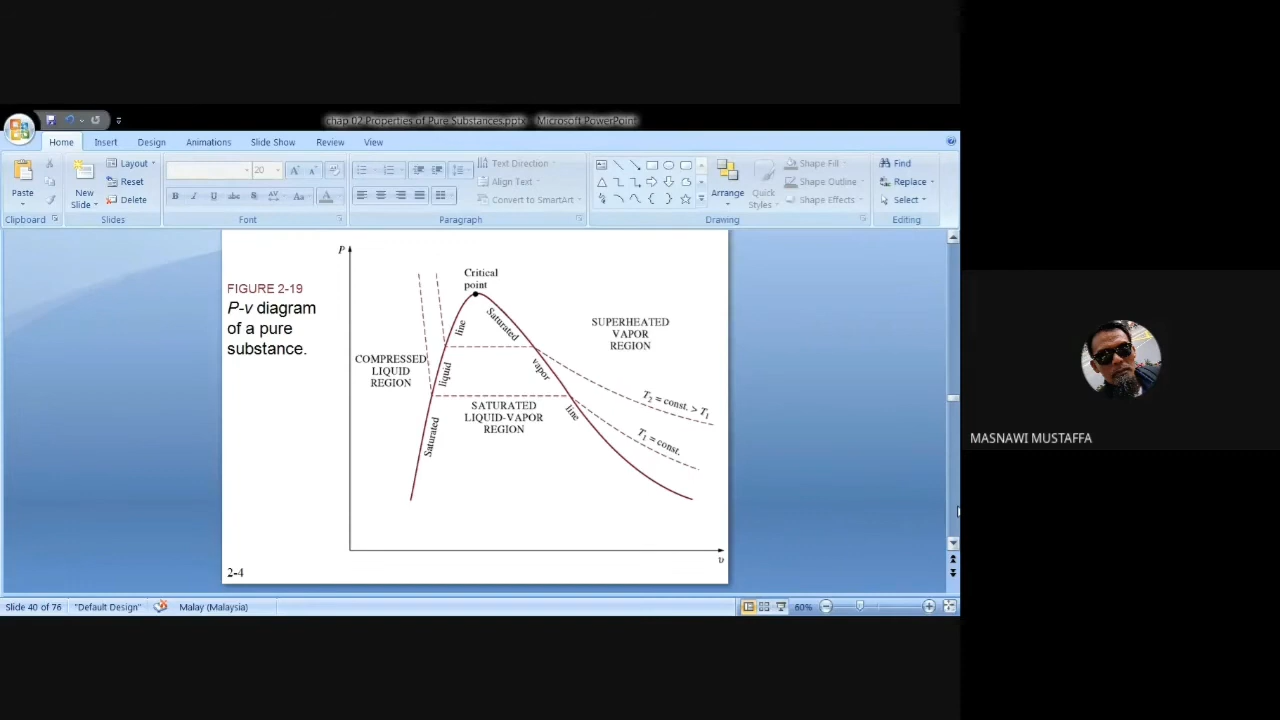 chap 02 Properties of Pure Substances.pptx - Microsoft PowerPoint
Home Insert Design Animations Slide Show Review View
Paste
Clipboard
New
Slide
Layout
Reset
Delete
Slides
20
B I U abc S AV Aa A
Font
Text Direction
Align Text
Convert to SmartArt
Paragraph
Arrange
Quick
Styles
Shape Fill
Shape Outline
Shape Effects
Drawing
Find
Replace
Select
Editing
FIGURE 2-19
P-v diagram
of a pure
substance.
P
Critical
point
Saturated liquid line
Saturated vapor line
COMPRESSED
LIQUID
REGION
SUPERHEATED
VAPOR
REGION
SATURATED
LIQUID-VAPOR
REGION
T2 = const. > T1
T1 = const.
υ
2-4
MASNAWI MUSTAFFA
Slide 40 of 76 "Default Design" Malay (Malaysia) 60%